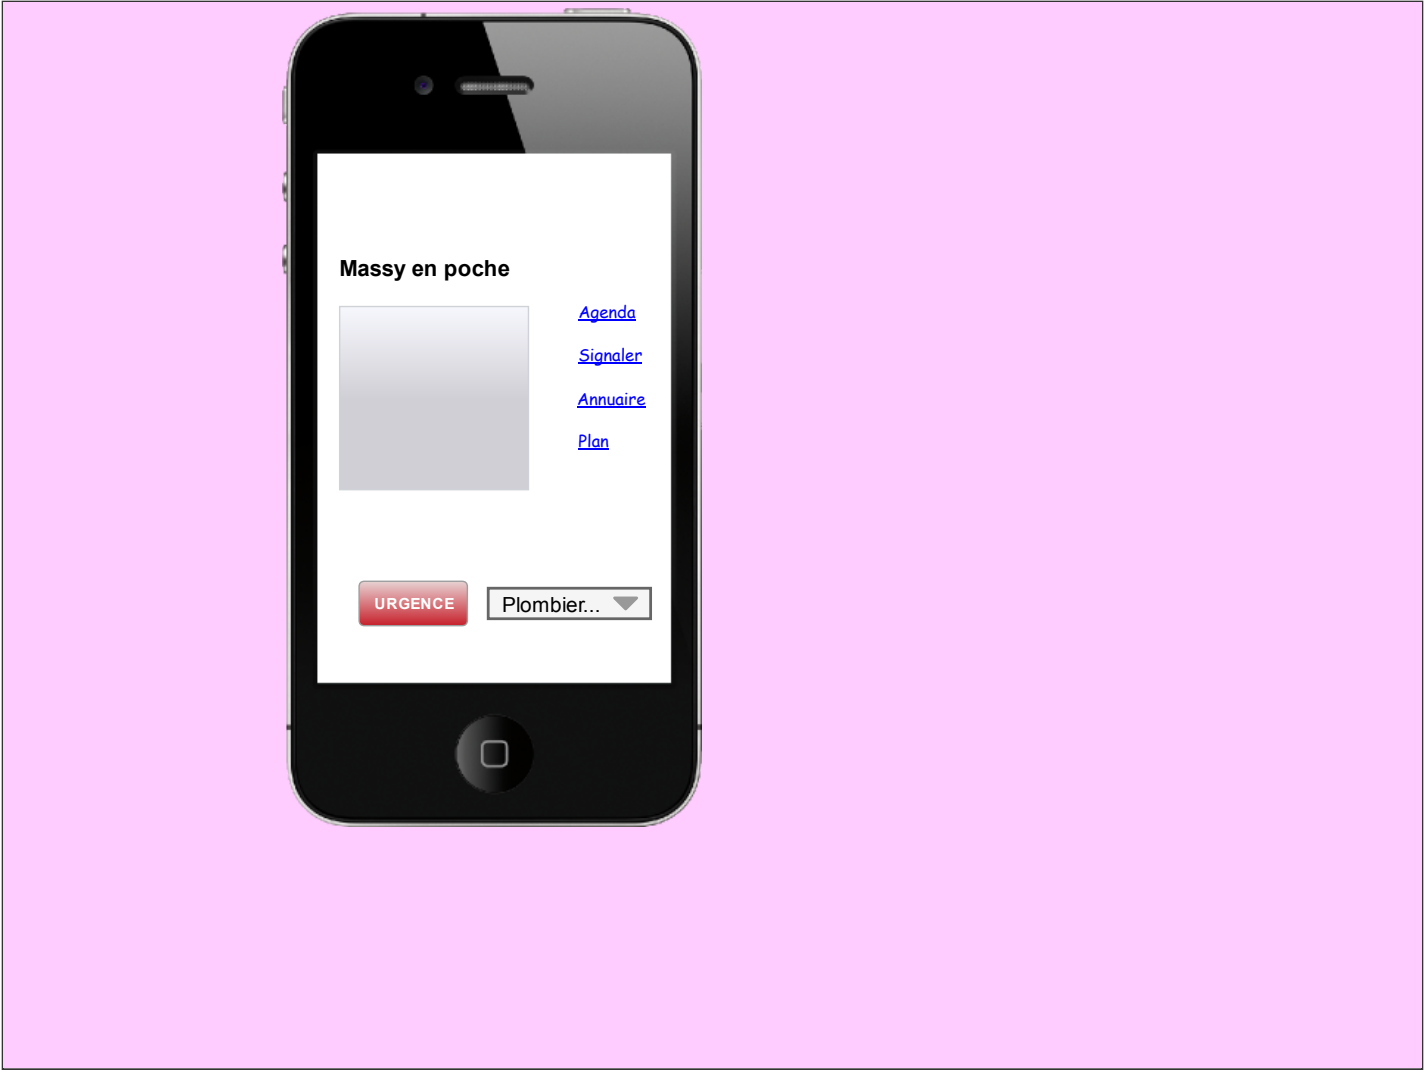 Massy en poche
Agenda
Signaler
Annuaire
Plan
URGENCE
Plombier...